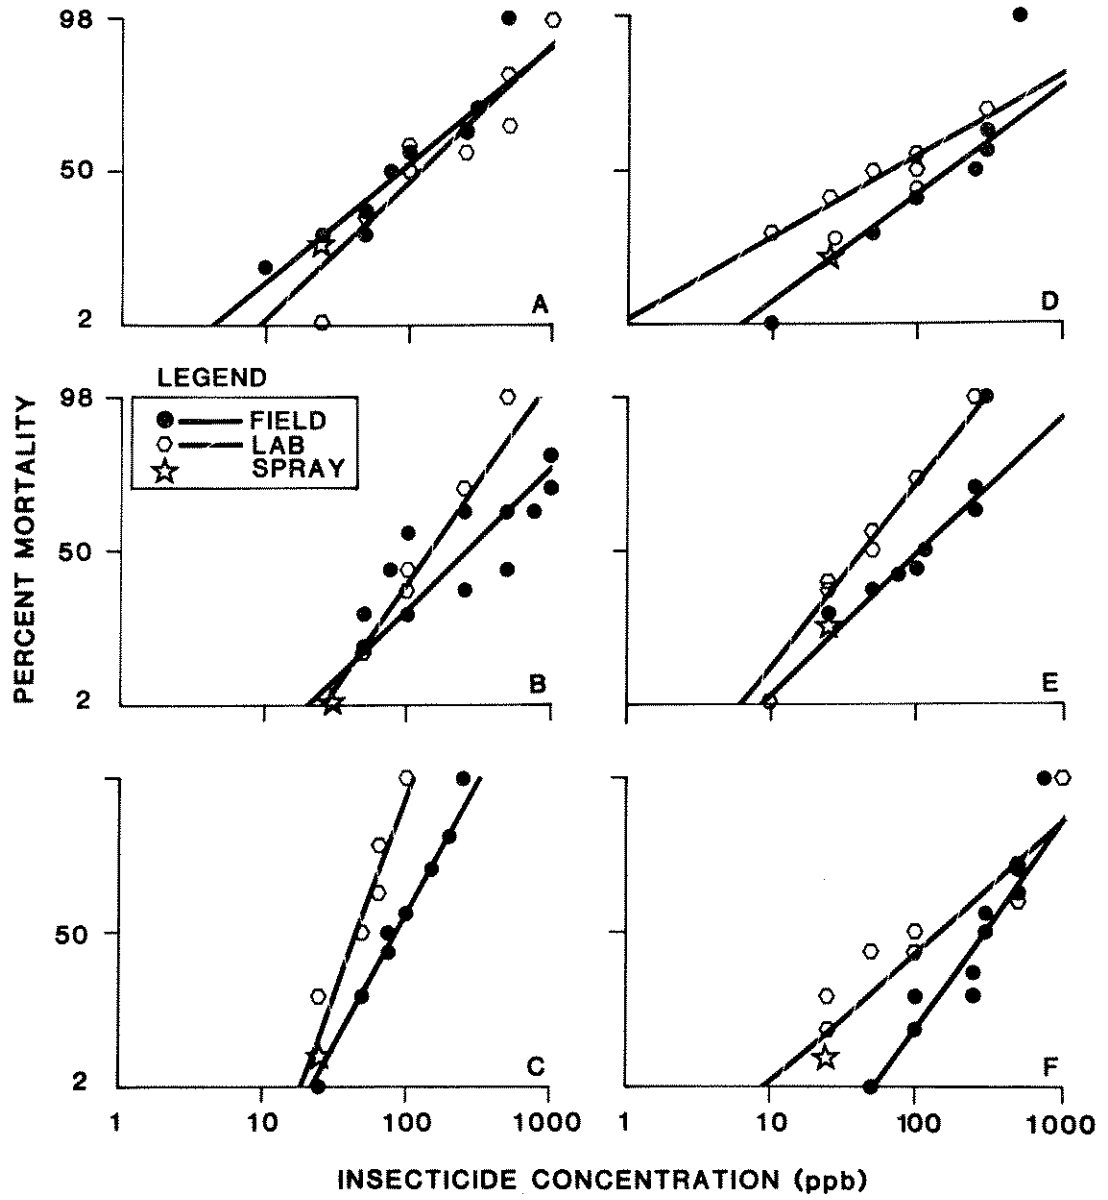 98
50
2
A
D
LEGEND
FIELD
LAB
SPRAY
98
50
2
B
E
50
2
C
F
1 10 100 1000 1 10 100 1000
PERCENT MORTALITY
INSECTICIDE CONCENTRATION (ppb)